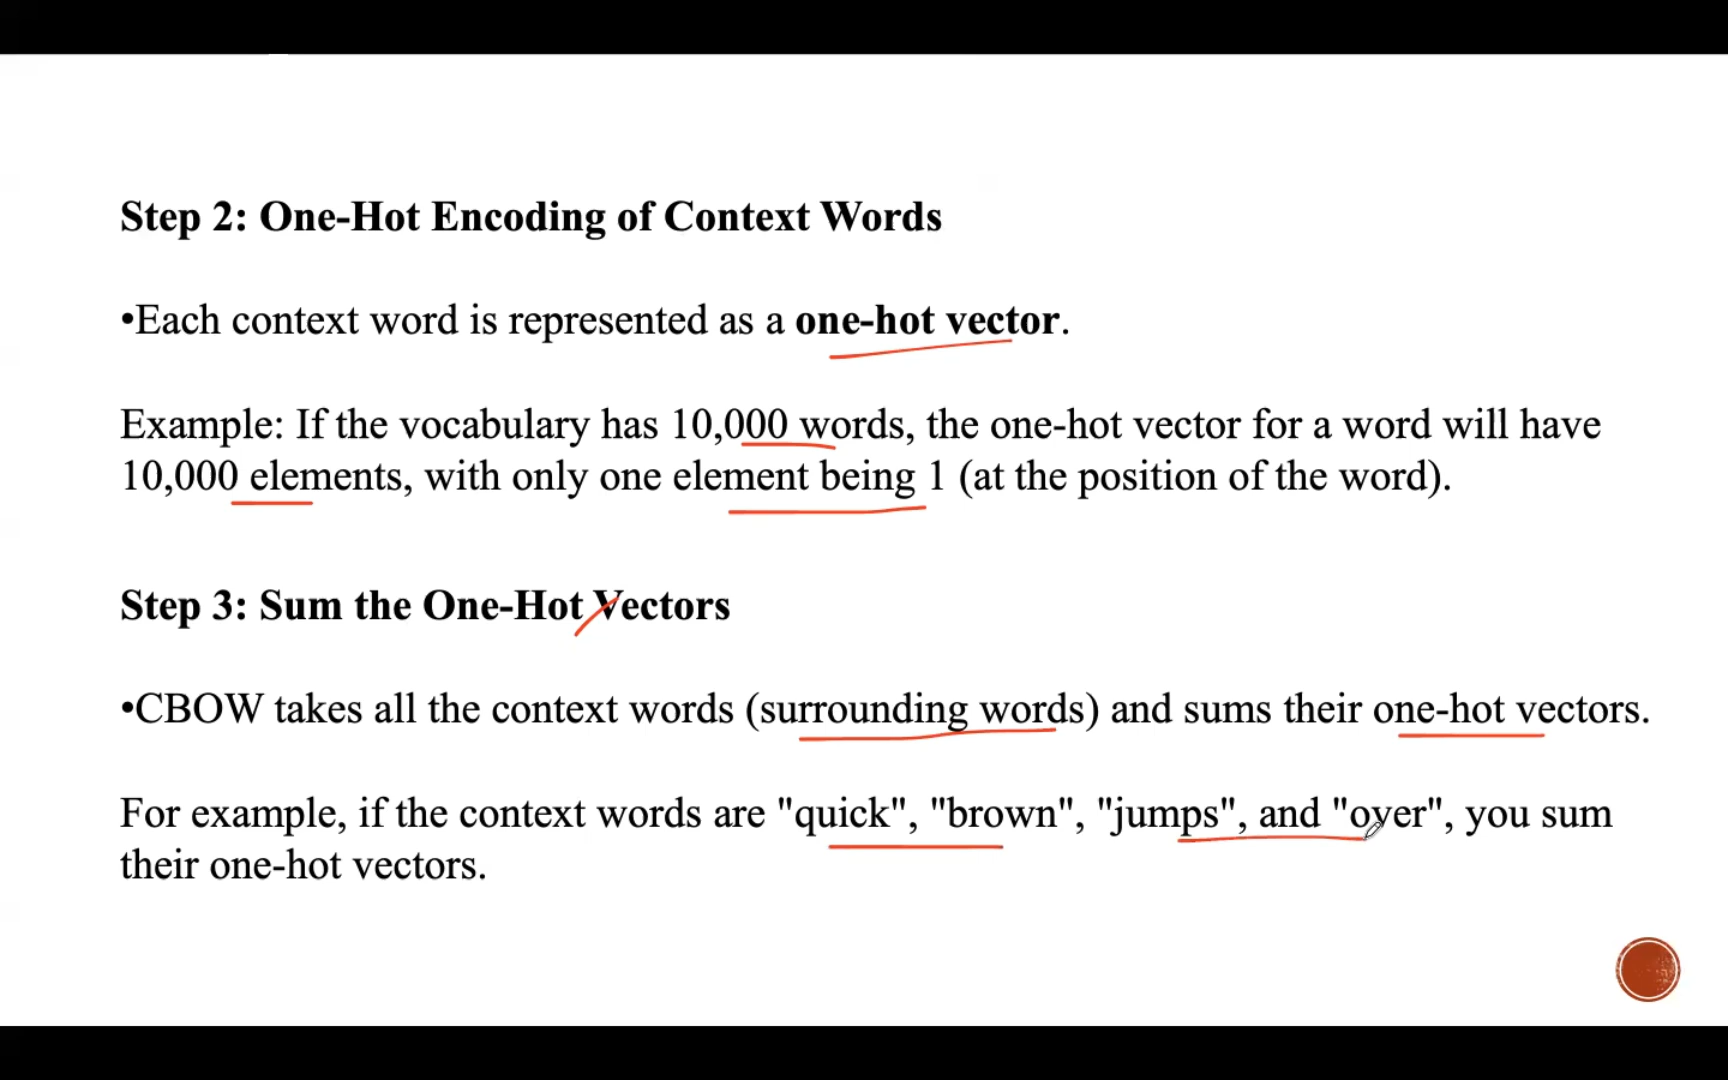 Step 2: One-Hot Encoding of Context Words
•Each context word is represented as a one-hot vector.
Example: If the vocabulary has 10,000 words, the one-hot vector for a word will have
10,000 elements, with only one element being 1 (at the position of the word).
Step 3: Sum the One-Hot Vectors
•CBOW takes all the context words (surrounding words) and sums their one-hot vectors.
For example, if the context words are "quick", "brown", "jumps", and "over", you sum
their one-hot vectors.